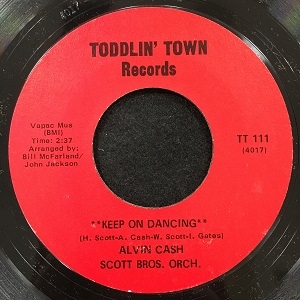 TODDLIN' TOWN
Records
Vapac Mus
(BMI)
Time: 2:37
Arranged by:
Bill McFarland/
John Jackson
TT 111
(4017)
**KEEP ON DANCING**
(H. Scott-A. Cash-W. Scott-I. Gates)
ALVIN CASH
SCOTT BROS. ORCH.